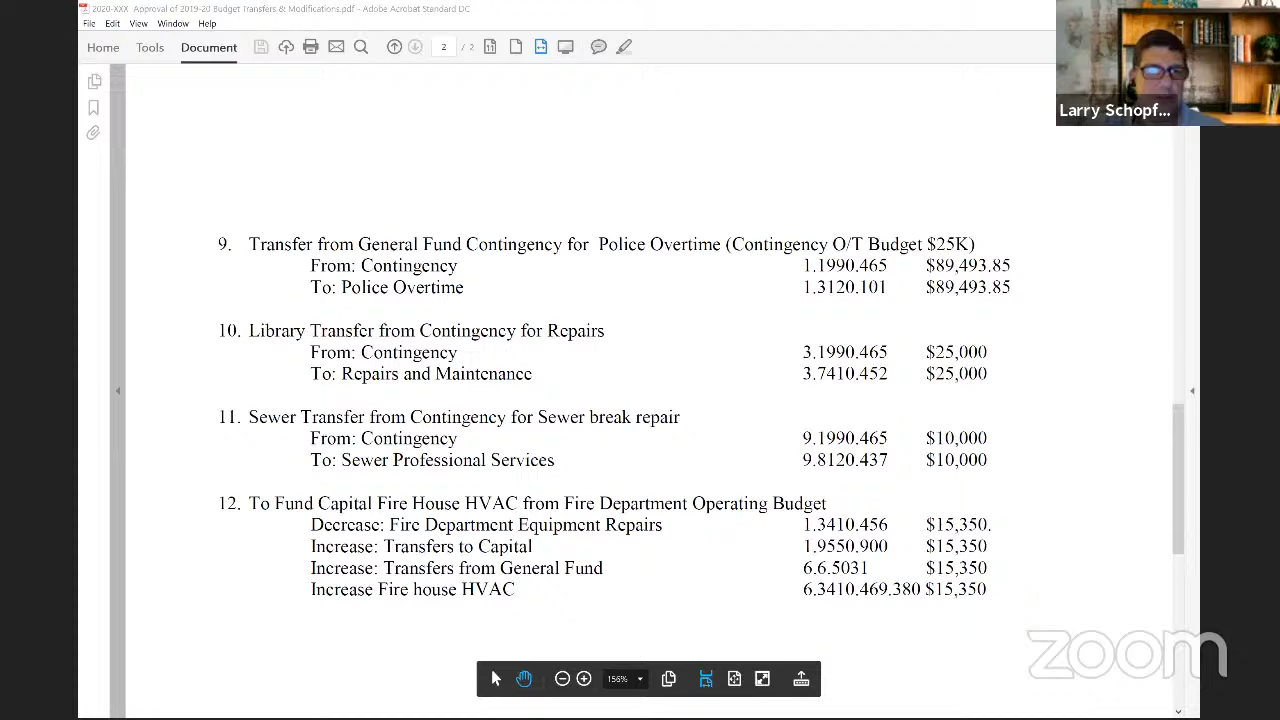 2020-XXX Approval of 2019-20 Budget Transfers & Modifications.pdf - Adobe Acrobat Standard DC
File Edit View Window Help
Home Tools Document 2 / 2
Larry Schopf...
9. Transfer from General Fund Contingency for Police Overtime (Contingency O/T Budget $25K)
From: Contingency 1.1990.465 $89,493.85
To: Police Overtime 1.3120.101 $89,493.85
10. Library Transfer from Contingency for Repairs
From: Contingency 3.1990.465 $25,000
To: Repairs and Maintenance 3.7410.452 $25,000
11. Sewer Transfer from Contingency for Sewer break repair
From: Contingency 9.1990.465 $10,000
To: Sewer Professional Services 9.8120.437 $10,000
12. To Fund Capital Fire House HVAC from Fire Department Operating Budget
Decrease: Fire Department Equipment Repairs 1.3410.456 $15,350.
Increase: Transfers to Capital 1.9550.900 $15,350
Increase: Transfers from General Fund 6.6.5031 $15,350
Increase Fire house HVAC 6.3410.469.380 $15,350
zoom
156%